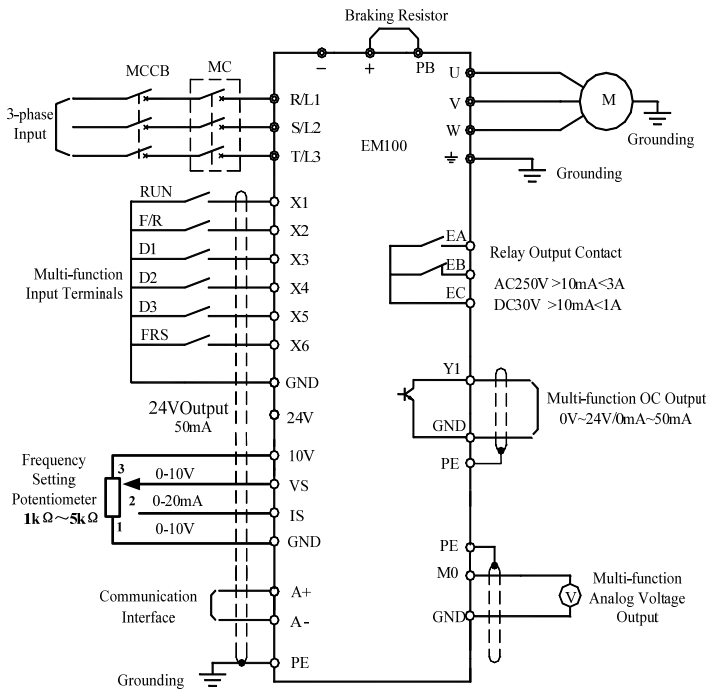 Braking Resistor
− + PB
MCCB MC
3-phase
Input
R/L1
S/L2
T/L3
EM100
U
V
W
M
Grounding
Grounding
RUN X1
F/R X2
D1 X3
D2 X4
D3 X5
FRS X6
Multi-function
Input Terminals
GND
24VOutput
50mA
24V
EA
EB
EC
Relay Output Contact
AC250V >10mA<3A
DC30V >10mA<1A
Y1
GND
PE
Multi-function OC Output
0V~24V/0mA~50mA
Frequency
Setting
Potentiometer
1kΩ～5kΩ
3
2
1
10V
0-10V VS
0-20mA IS
0-10V GND
PE
M0
GND
V
Multi-function
Analog Voltage
Output
Communication
Interface
A+
A-
PE
Grounding